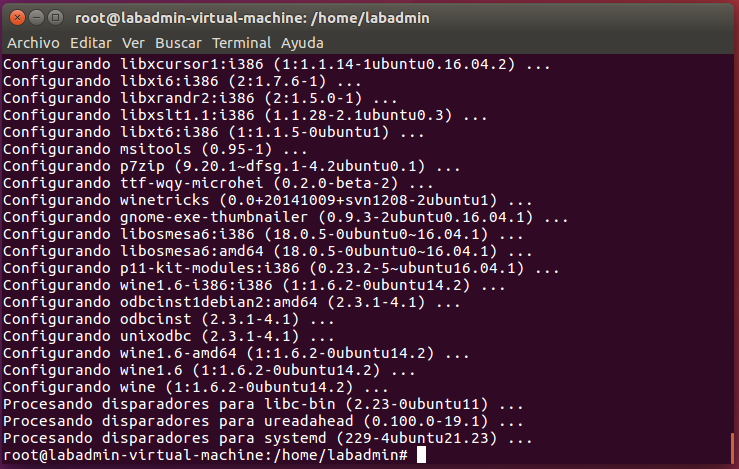 root@labadmin-virtual-machine: /home/labadmin
Archivo Editar Ver Buscar Terminal Ayuda
Configurando libxcursor1:i386 (1:1.1.14-1ubuntu0.16.04.2) ...
Configurando libxi6:i386 (2:1.7.6-1) ...
Configurando libxrandr2:i386 (2:1.5.0-1) ...
Configurando libxslt1.1:i386 (1.1.28-2.1ubuntu0.3) ...
Configurando libxt6:i386 (1:1.1.5-0ubuntu1) ...
Configurando msitools (0.95-1) ...
Configurando p7zip (9.20.1~dfsg.1-4.2ubuntu0.1) ...
Configurando ttf-wqy-microhei (0.2.0-beta-2) ...
Configurando winetricks (0.0+20141009+svn1208-2ubuntu1) ...
Configurando gnome-exe-thumbnailer (0.9.3-2ubuntu0.16.04.1) ...
Configurando libosmesa6:i386 (18.0.5-0ubuntu0~16.04.1) ...
Configurando libosmesa6:amd64 (18.0.5-0ubuntu0~16.04.1) ...
Configurando p11-kit-modules:i386 (0.23.2-5~ubuntu16.04.1) ...
Configurando wine1.6-i386:i386 (1:1.6.2-0ubuntu14.2) ...
Configurando odbcinst1debian2:amd64 (2.3.1-4.1) ...
Configurando odbcinst (2.3.1-4.1) ...
Configurando unixodbc (2.3.1-4.1) ...
Configurando wine1.6-amd64 (1:1.6.2-0ubuntu14.2) ...
Configurando wine1.6 (1:1.6.2-0ubuntu14.2) ...
Configurando wine (1:1.6.2-0ubuntu14.2) ...
Procesando disparadores para libc-bin (2.23-0ubuntu11) ...
Procesando disparadores para ureadahead (0.100.0-19.1) ...
Procesando disparadores para systemd (229-4ubuntu21.23) ...
root@labadmin-virtual-machine:/home/labadmin#